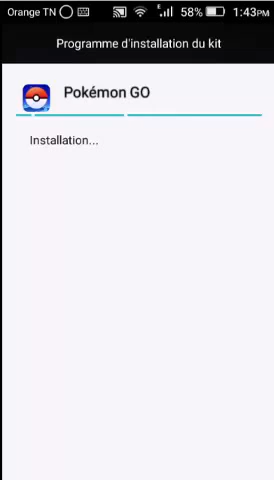 Orange TN 58% 1:43PM
Programme d'installation du kit
Pokémon GO
Installation...